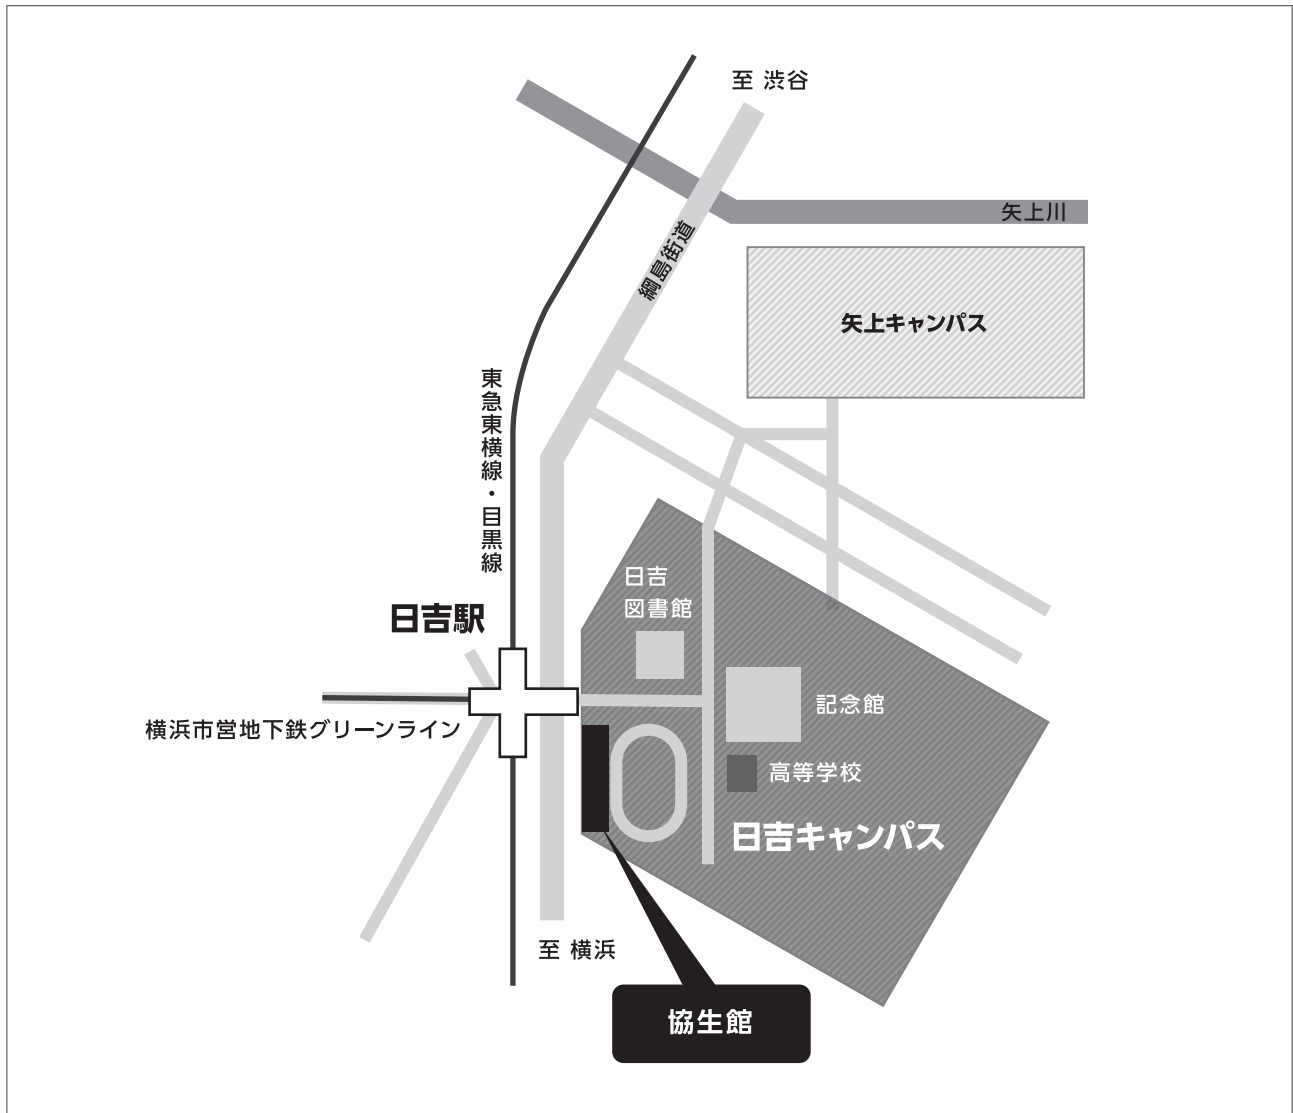 至 渋谷
矢上川
綱島街道
矢上キャンパス
東急東横線・目黒線
日吉
図書館
日吉駅
記念館
横浜市営地下鉄グリーンライン
高等学校
日吉キャンパス
至 横浜
協生館